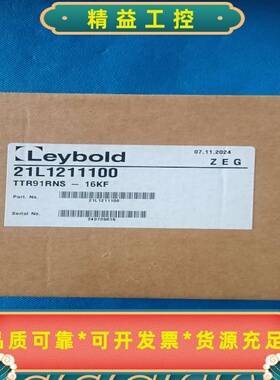 精益工控
Leybold
07.11.2024
ZEG
21L1211100
TTR91RNS - 16KF
Part. No.
21L1211100
Serial No.
品质可靠*可开发票*货源充足